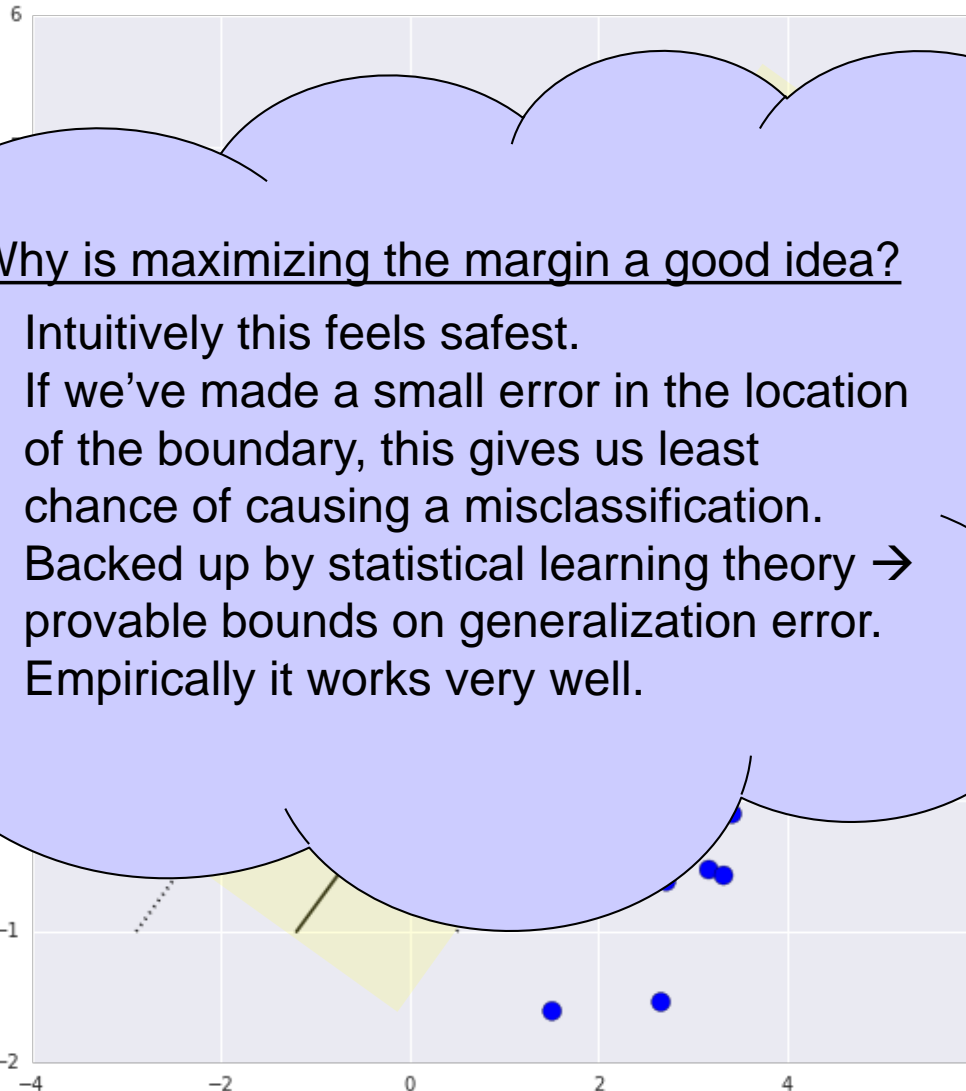 6
Why is maximizing the margin a good idea?
Intuitively this feels safest.
If we’ve made a small error in the location
of the boundary, this gives us least
chance of causing a misclassification.
Backed up by statistical learning theory →
provable bounds on generalization error.
Empirically it works very well.
−1
−2
−4 −2 0 2 4